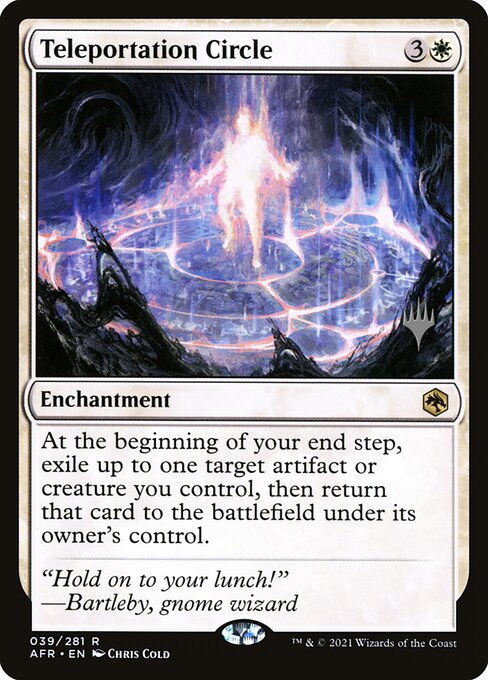 Teleportation Circle 3
Enchantment
At the beginning of your end step,
exile up to one target artifact or
creature you control, then return
that card to the battlefield under its
owner's control.
“Hold on to your lunch!”
—Bartleby, gnome wizard
039/281 R
AFR • EN Chris Cold
™ & © 2021 Wizards of the Coast